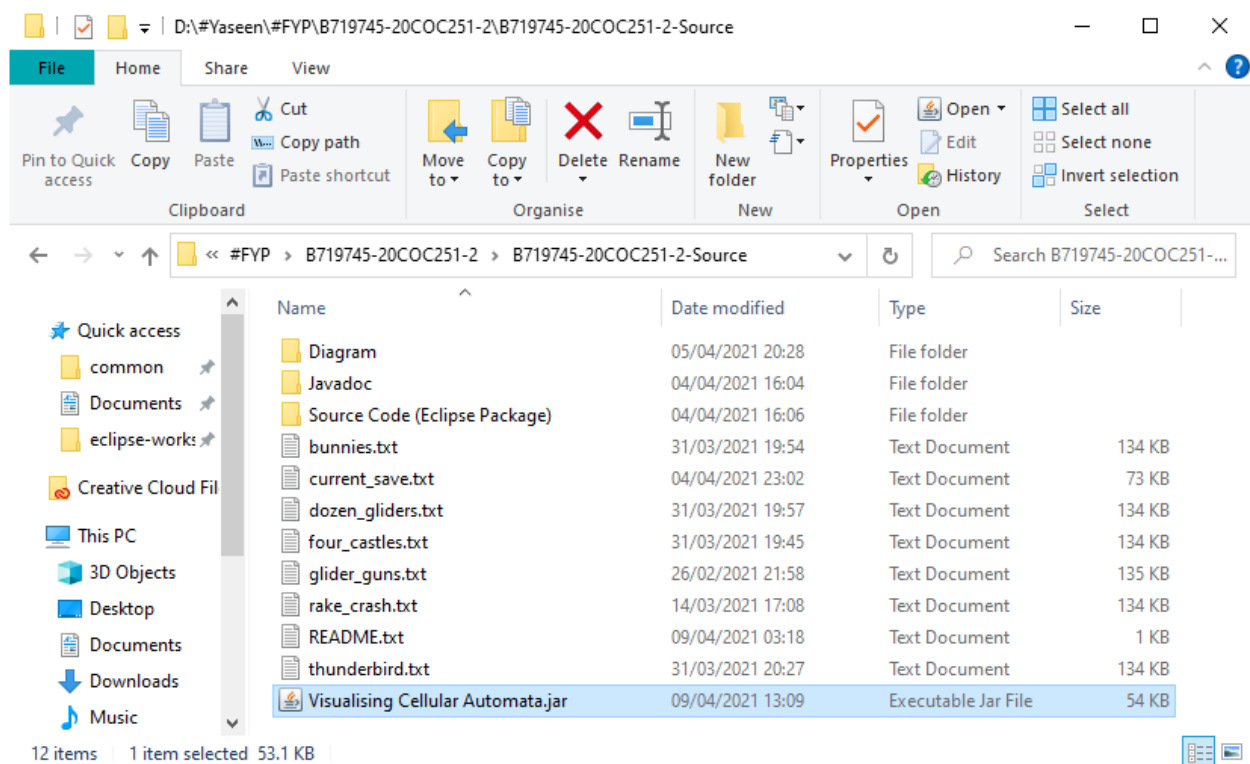 D:\#Yaseen\#FYP\B719745-20COC251-2\B719745-20COC251-2-Source
File Home Share View
Pin to Quick access
Copy
Paste
Cut
Copy path
Paste shortcut
Clipboard
Move to
Copy to
Delete
Rename
Organise
New folder
New
Properties
Open
Edit
History
Open
Select all
Select none
Invert selection
Select
« #FYP > B719745-20COC251-2 > B719745-20COC251-2-Source
Search B719745-20COC251-...
Quick access
common
Documents
eclipse-works
Creative Cloud Fil
This PC
3D Objects
Desktop
Documents
Downloads
Music
Name Date modified Type Size
Diagram 05/04/2021 20:28 File folder
Javadoc 04/04/2021 16:04 File folder
Source Code (Eclipse Package) 04/04/2021 16:06 File folder
bunnies.txt 31/03/2021 19:54 Text Document 134 KB
current_save.txt 04/04/2021 23:02 Text Document 73 KB
dozen_gliders.txt 31/03/2021 19:57 Text Document 134 KB
four_castles.txt 31/03/2021 19:45 Text Document 134 KB
glider_guns.txt 26/02/2021 21:58 Text Document 135 KB
rake_crash.txt 14/03/2021 17:08 Text Document 134 KB
README.txt 09/04/2021 03:18 Text Document 1 KB
thunderbird.txt 31/03/2021 20:27 Text Document 134 KB
Visualising Cellular Automata.jar 09/04/2021 13:09 Executable Jar File 54 KB
12 items 1 item selected 53.1 KB